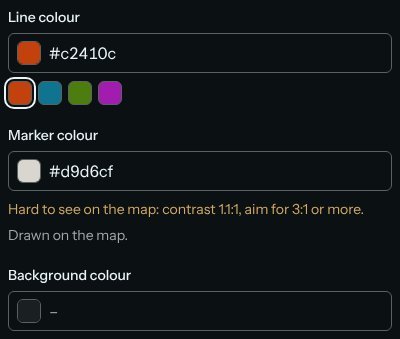 Line colour
#c2410c
Marker colour
#d9d6cf
Hard to see on the map: contrast 1.1:1, aim for 3:1 or more.
Drawn on the map.
Background colour
–